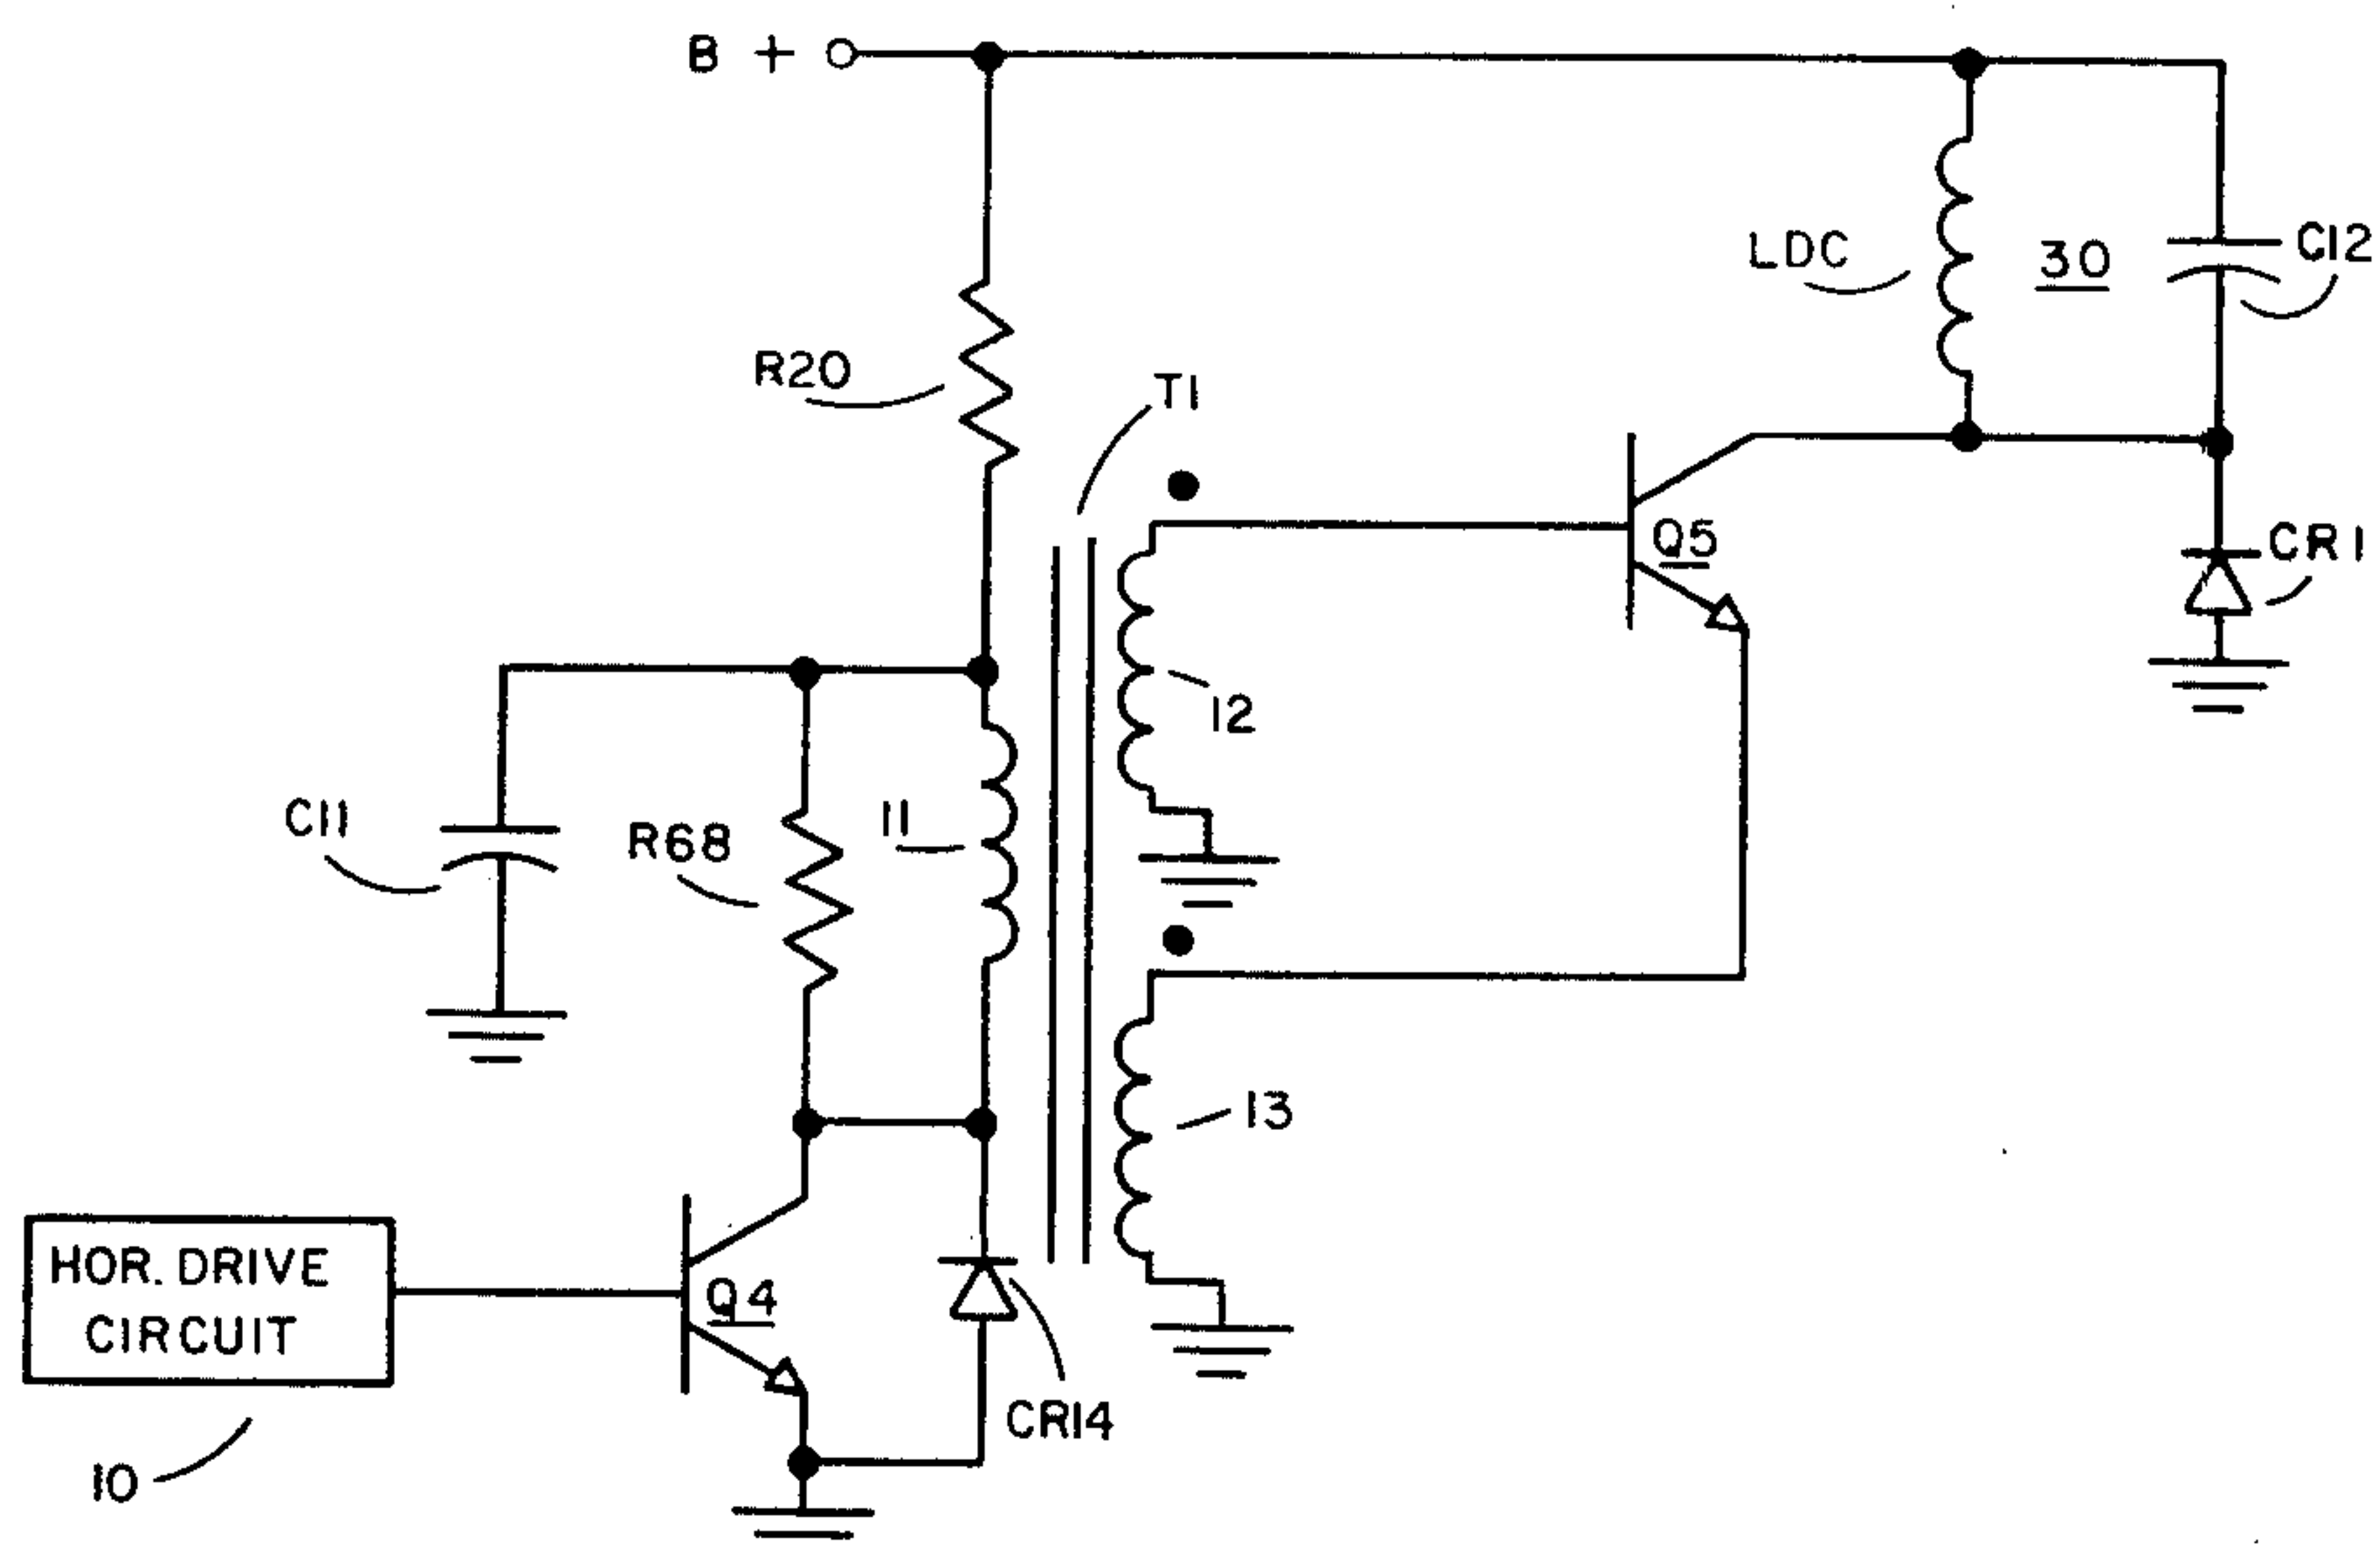 B +
LDC
30
C12
R20
T1
Q5
CR1
12
C11
R68
11
13
HOR. DRIVE
CIRCUIT
Q4
CR14
10